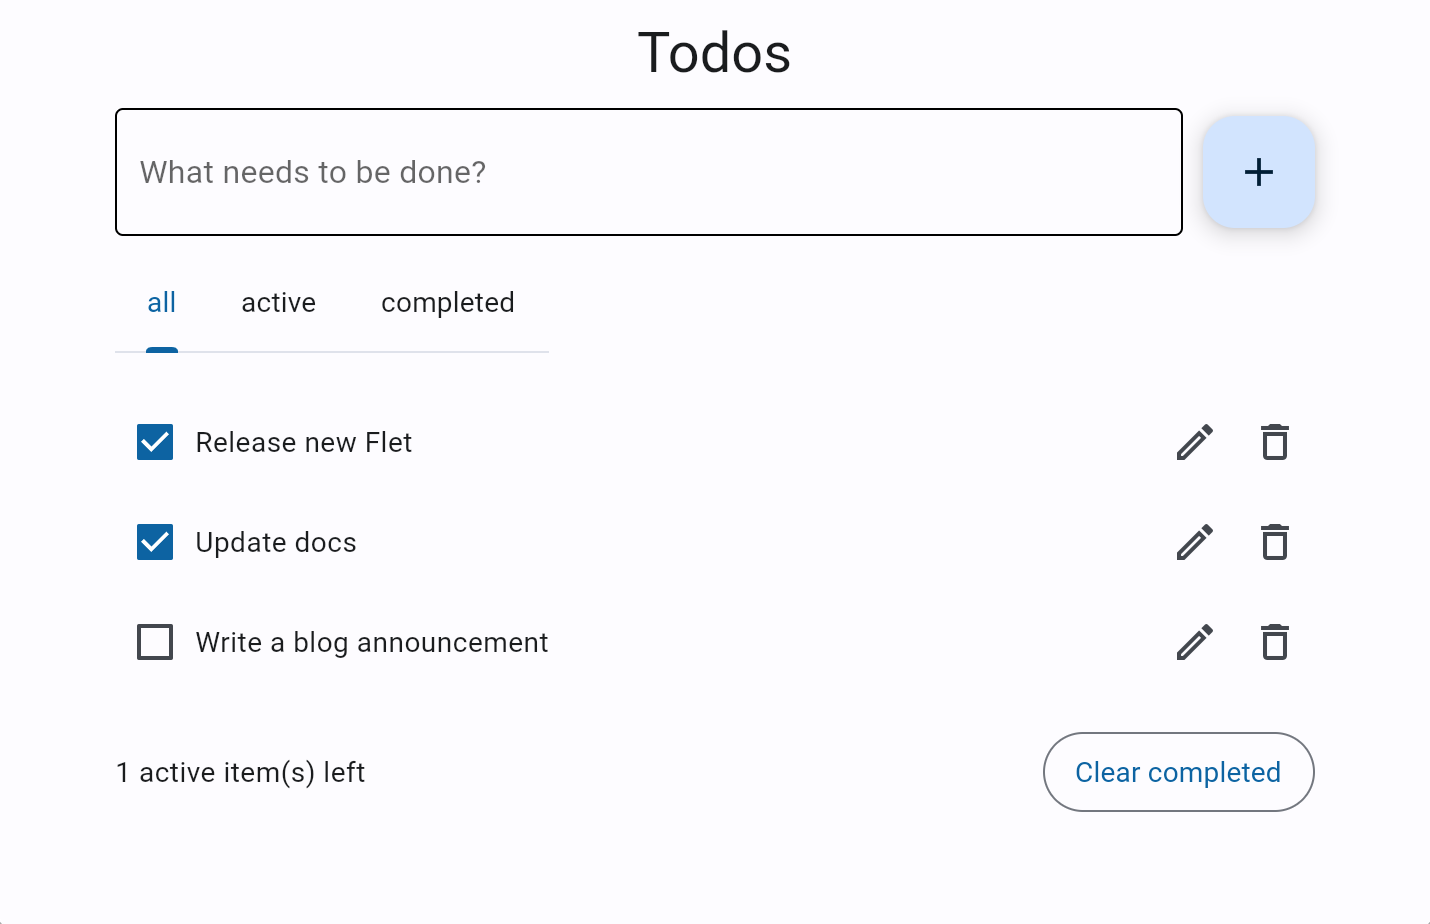 Todos
What needs to be done?
all active completed
Release new Flet
Update docs
Write a blog announcement
1 active item(s) left
Clear completed